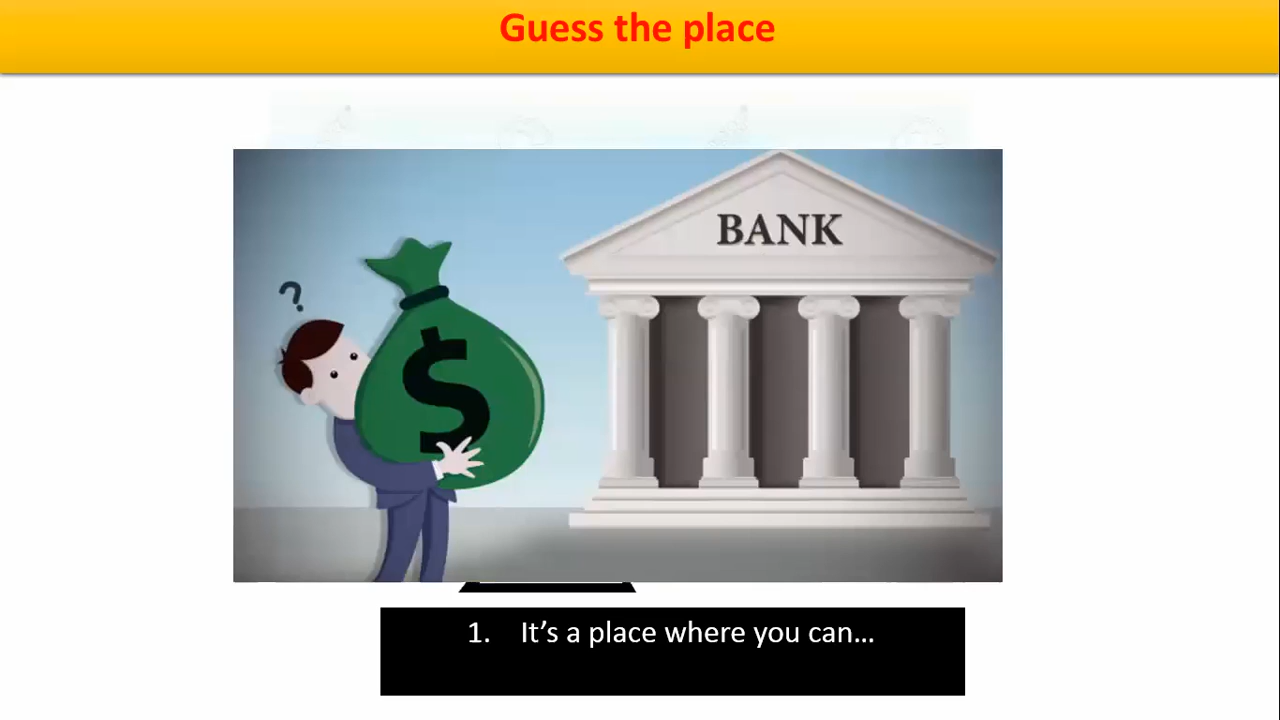 Guess the place
?
BANK
$
1. It’s a place where you can...